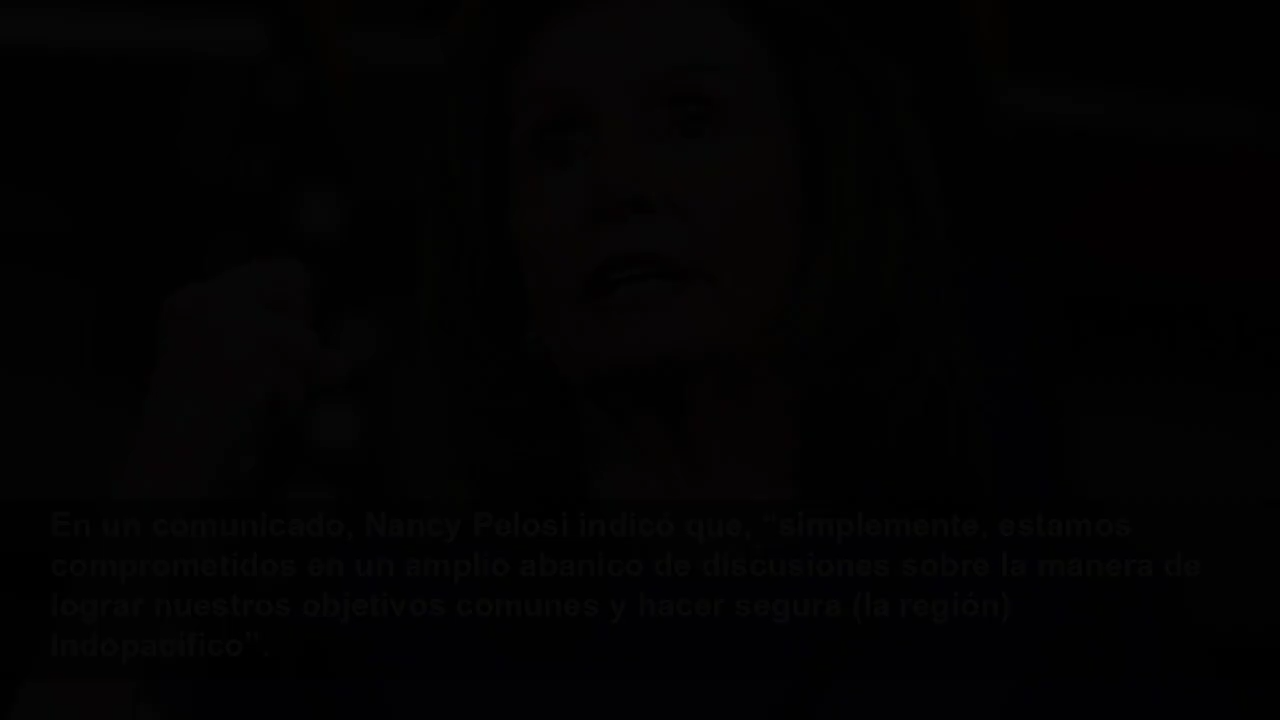 En un comunicado, Nancy Pelosi indicó que, “simplemente, estamos
comprometidos en un amplio abanico de discusiones sobre la manera de
lograr nuestros objetivos comunes y hacer segura (la región)
Indopacífico”.